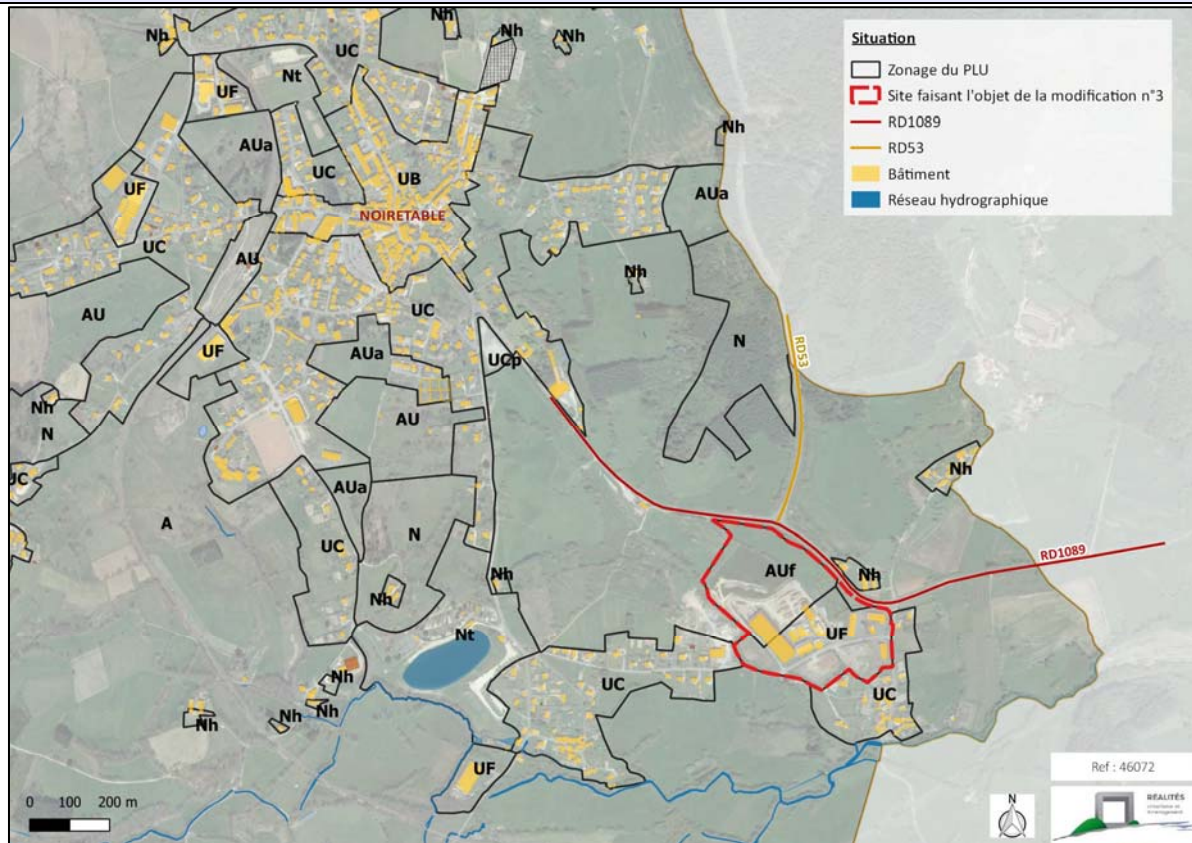 Nh
UC
Nh
Nh
Nt
UF
Nh
AUa
UC
UB
UF
AUa
NOIRETABLE
UC
AU
Nh
AU
UC
AUa
UF
UCp
N
RD53
Nh
N
AU
Nh
UC
AUa
A
UC
N
RD1089
AUf
Nh
Nh
Nh
UF
Nt
Nh
UC
UC
Nh
Nh
Nh
UF
Situation
Zonage du PLU
Site faisant l'objet de la modification n°3
RD1089
RD53
Bâtiment
Réseau hydrographique
0 100 200 m
N
Ref : 46072
RÉALITÉS